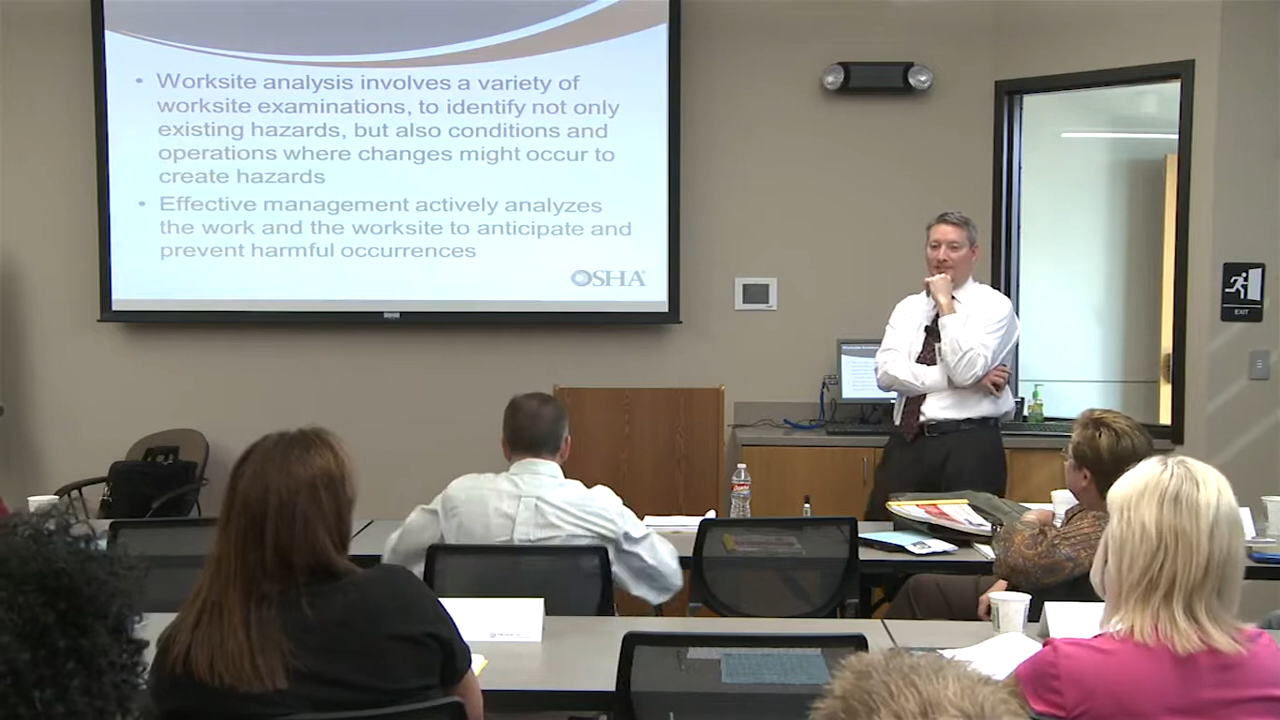 • Worksite analysis involves a variety of
worksite examinations, to identify not only
existing hazards, but also conditions and
operations where changes might occur to
create hazards
• Effective management actively analyzes
the work and the worksite to anticipate and
prevent harmful occurrences
OSHA
EXIT